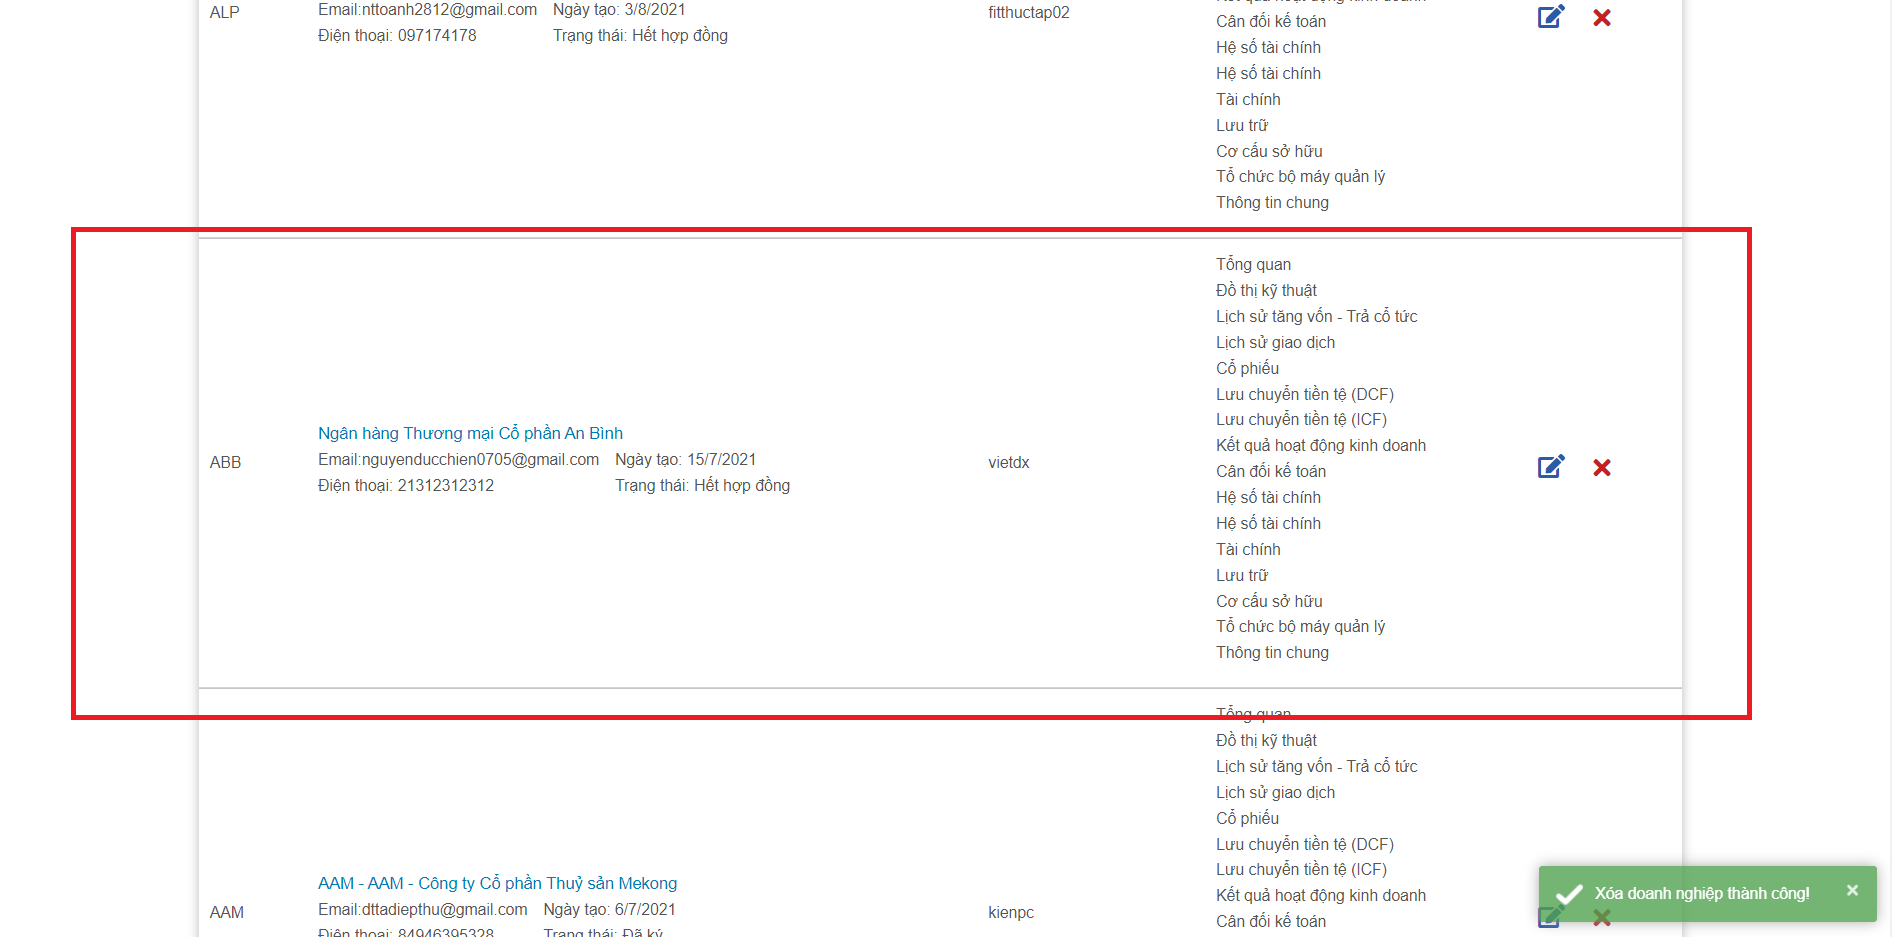 Kết quả hoạt động kinh doanh
ALP
Email:nttoanh2812@gmail.com Ngày tạo: 3/8/2021
Điện thoại: 097174178 Trạng thái: Hết hợp đồng
fitthuctap02
Cân đối kế toán
Hệ số tài chính
Hệ số tài chính
Tài chính
Lưu trữ
Cơ cấu sở hữu
Tổ chức bộ máy quản lý
Thông tin chung
ABB
Ngân hàng Thương mại Cổ phần An Bình
Email:nguyenducchien0705@gmail.com Ngày tạo: 15/7/2021
Điện thoại: 21312312312 Trạng thái: Hết hợp đồng
vietdx
Tổng quan
Đồ thị kỹ thuật
Lịch sử tăng vốn - Trả cổ tức
Lịch sử giao dịch
Cổ phiếu
Lưu chuyển tiền tệ (DCF)
Lưu chuyển tiền tệ (ICF)
Kết quả hoạt động kinh doanh
Cân đối kế toán
Hệ số tài chính
Hệ số tài chính
Tài chính
Lưu trữ
Cơ cấu sở hữu
Tổ chức bộ máy quản lý
Thông tin chung
AAM
AAM - AAM - Công ty Cổ phần Thuỷ sản Mekong
Email:dttadiepthu@gmail.com Ngày tạo: 6/7/2021
Điện thoại: 84946395328 Trạng thái: Đã ký
kienpc
Tổng quan
Đồ thị kỹ thuật
Lịch sử tăng vốn - Trả cổ tức
Lịch sử giao dịch
Cổ phiếu
Lưu chuyển tiền tệ (DCF)
Lưu chuyển tiền tệ (ICF)
Kết quả hoạt động kinh doanh
Cân đối kế toán
Xóa doanh nghiệp thành công!